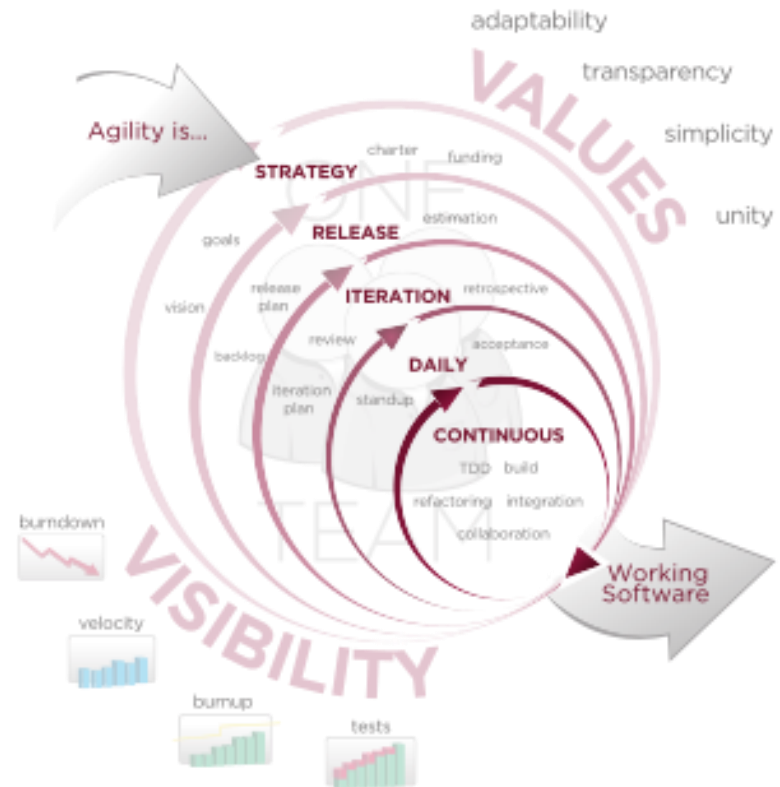 adaptability
transparency
simplicity
unity
VALUES
Agility is...
STRATEGY
charter
funding
ONE
goals
vision
RELEASE
estimation
release
plan
backlog
ITERATION
retrospective
review
iteration
plan
DAILY
acceptance
standup
CONTINUOUS
TDD build
refactoring integration
collaboration
TEAM
Working
Software
VISIBILITY
burndown
velocity
burnup
tests